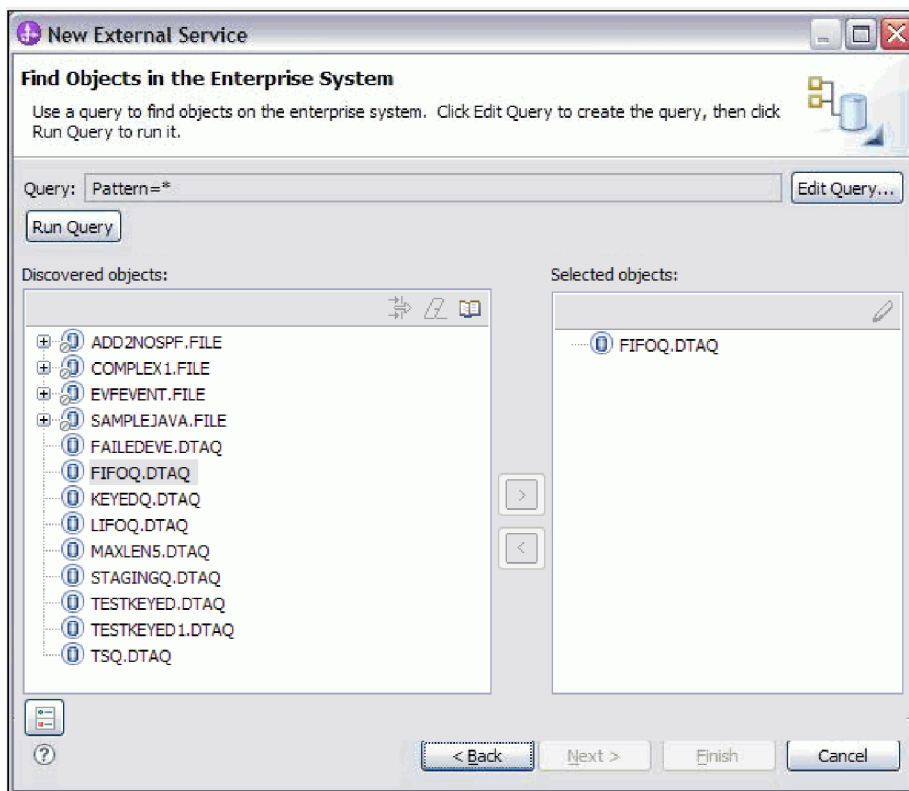 New External Service
Find Objects in the Enterprise System
Use a query to find objects on the enterprise system. Click Edit Query to create the query, then click
Run Query to run it.
Query: Pattern=* Edit Query...
Run Query
Discovered objects:
ADD2NOSPF.FILE
COMPLEX1.FILE
EVFEVENT.FILE
SAMPLEJAVA.FILE
FAILEDEVE.DTAQ
FIFOQ.DTAQ
KEYEDQ.DTAQ
LIFOQ.DTAQ
MAXLEN5.DTAQ
STAGINGQ.DTAQ
TESTKEYED.DTAQ
TESTKEYED1.DTAQ
TSQ.DTAQ
Selected objects:
FIFOQ.DTAQ
> 
<
? < Back Next > Finish Cancel